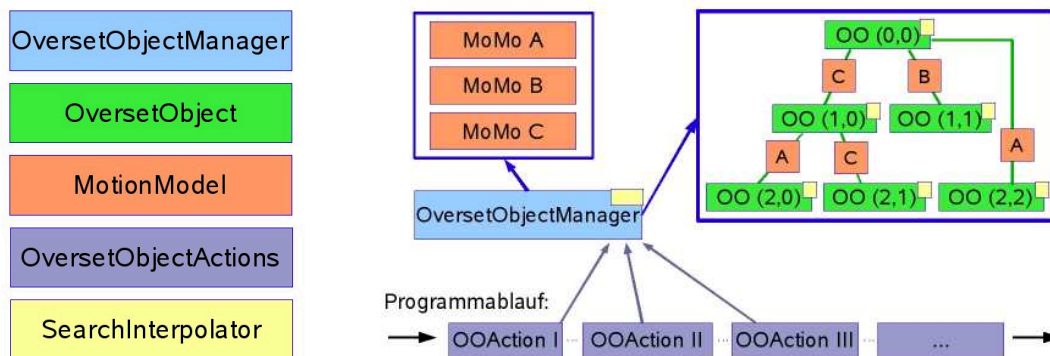 OversetObjectManager
OversetObject
MotionModel
OversetObjectActions
SearchInterpolator
MoMo A
MoMo B
MoMo C
OversetObjectManager
OO (0,0)
C
B
OO (1,0)
OO (1,1)
A
C
A
OO (2,0)
OO (2,1)
OO (2,2)
Programmablauf:
OOAction I ... OOAction II ... OOAction III ... ...